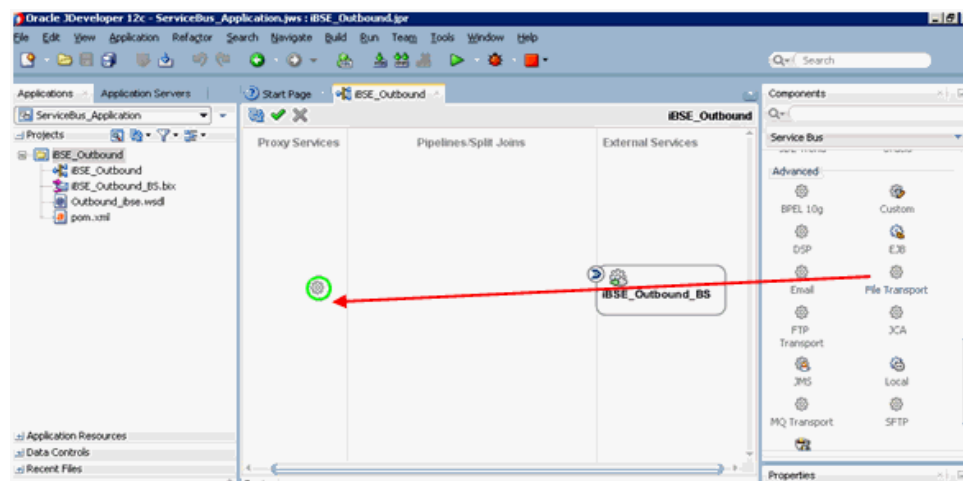 Oracle JDeveloper 12c - ServiceBus_Application.jws : iBSE_Outbound.jpr
File Edit View Application Refactor Search Navigate Build Run Team Tools Window Help
Search
Applications
Application Servers
Start Page
iBSE_Outbound
Components
ServiceBus_Application
iBSE_Outbound
Projects
Service Bus
Proxy Services
Pipelines/Split Joins
External Services
iBSE_Outbound
iBSE_Outbound
iBSE_Outbound_BS.bix
Outbound_ibse.wsdl
pom.xml
Advanced
BPEL 10g
Custom
DSP
EJB
iBSE_Outbound_BS
Email
File Transport
FTP Transport
JCA
JMS
Local
MQ Transport
SFTP
Application Resources
Data Controls
Recent Files
Properties